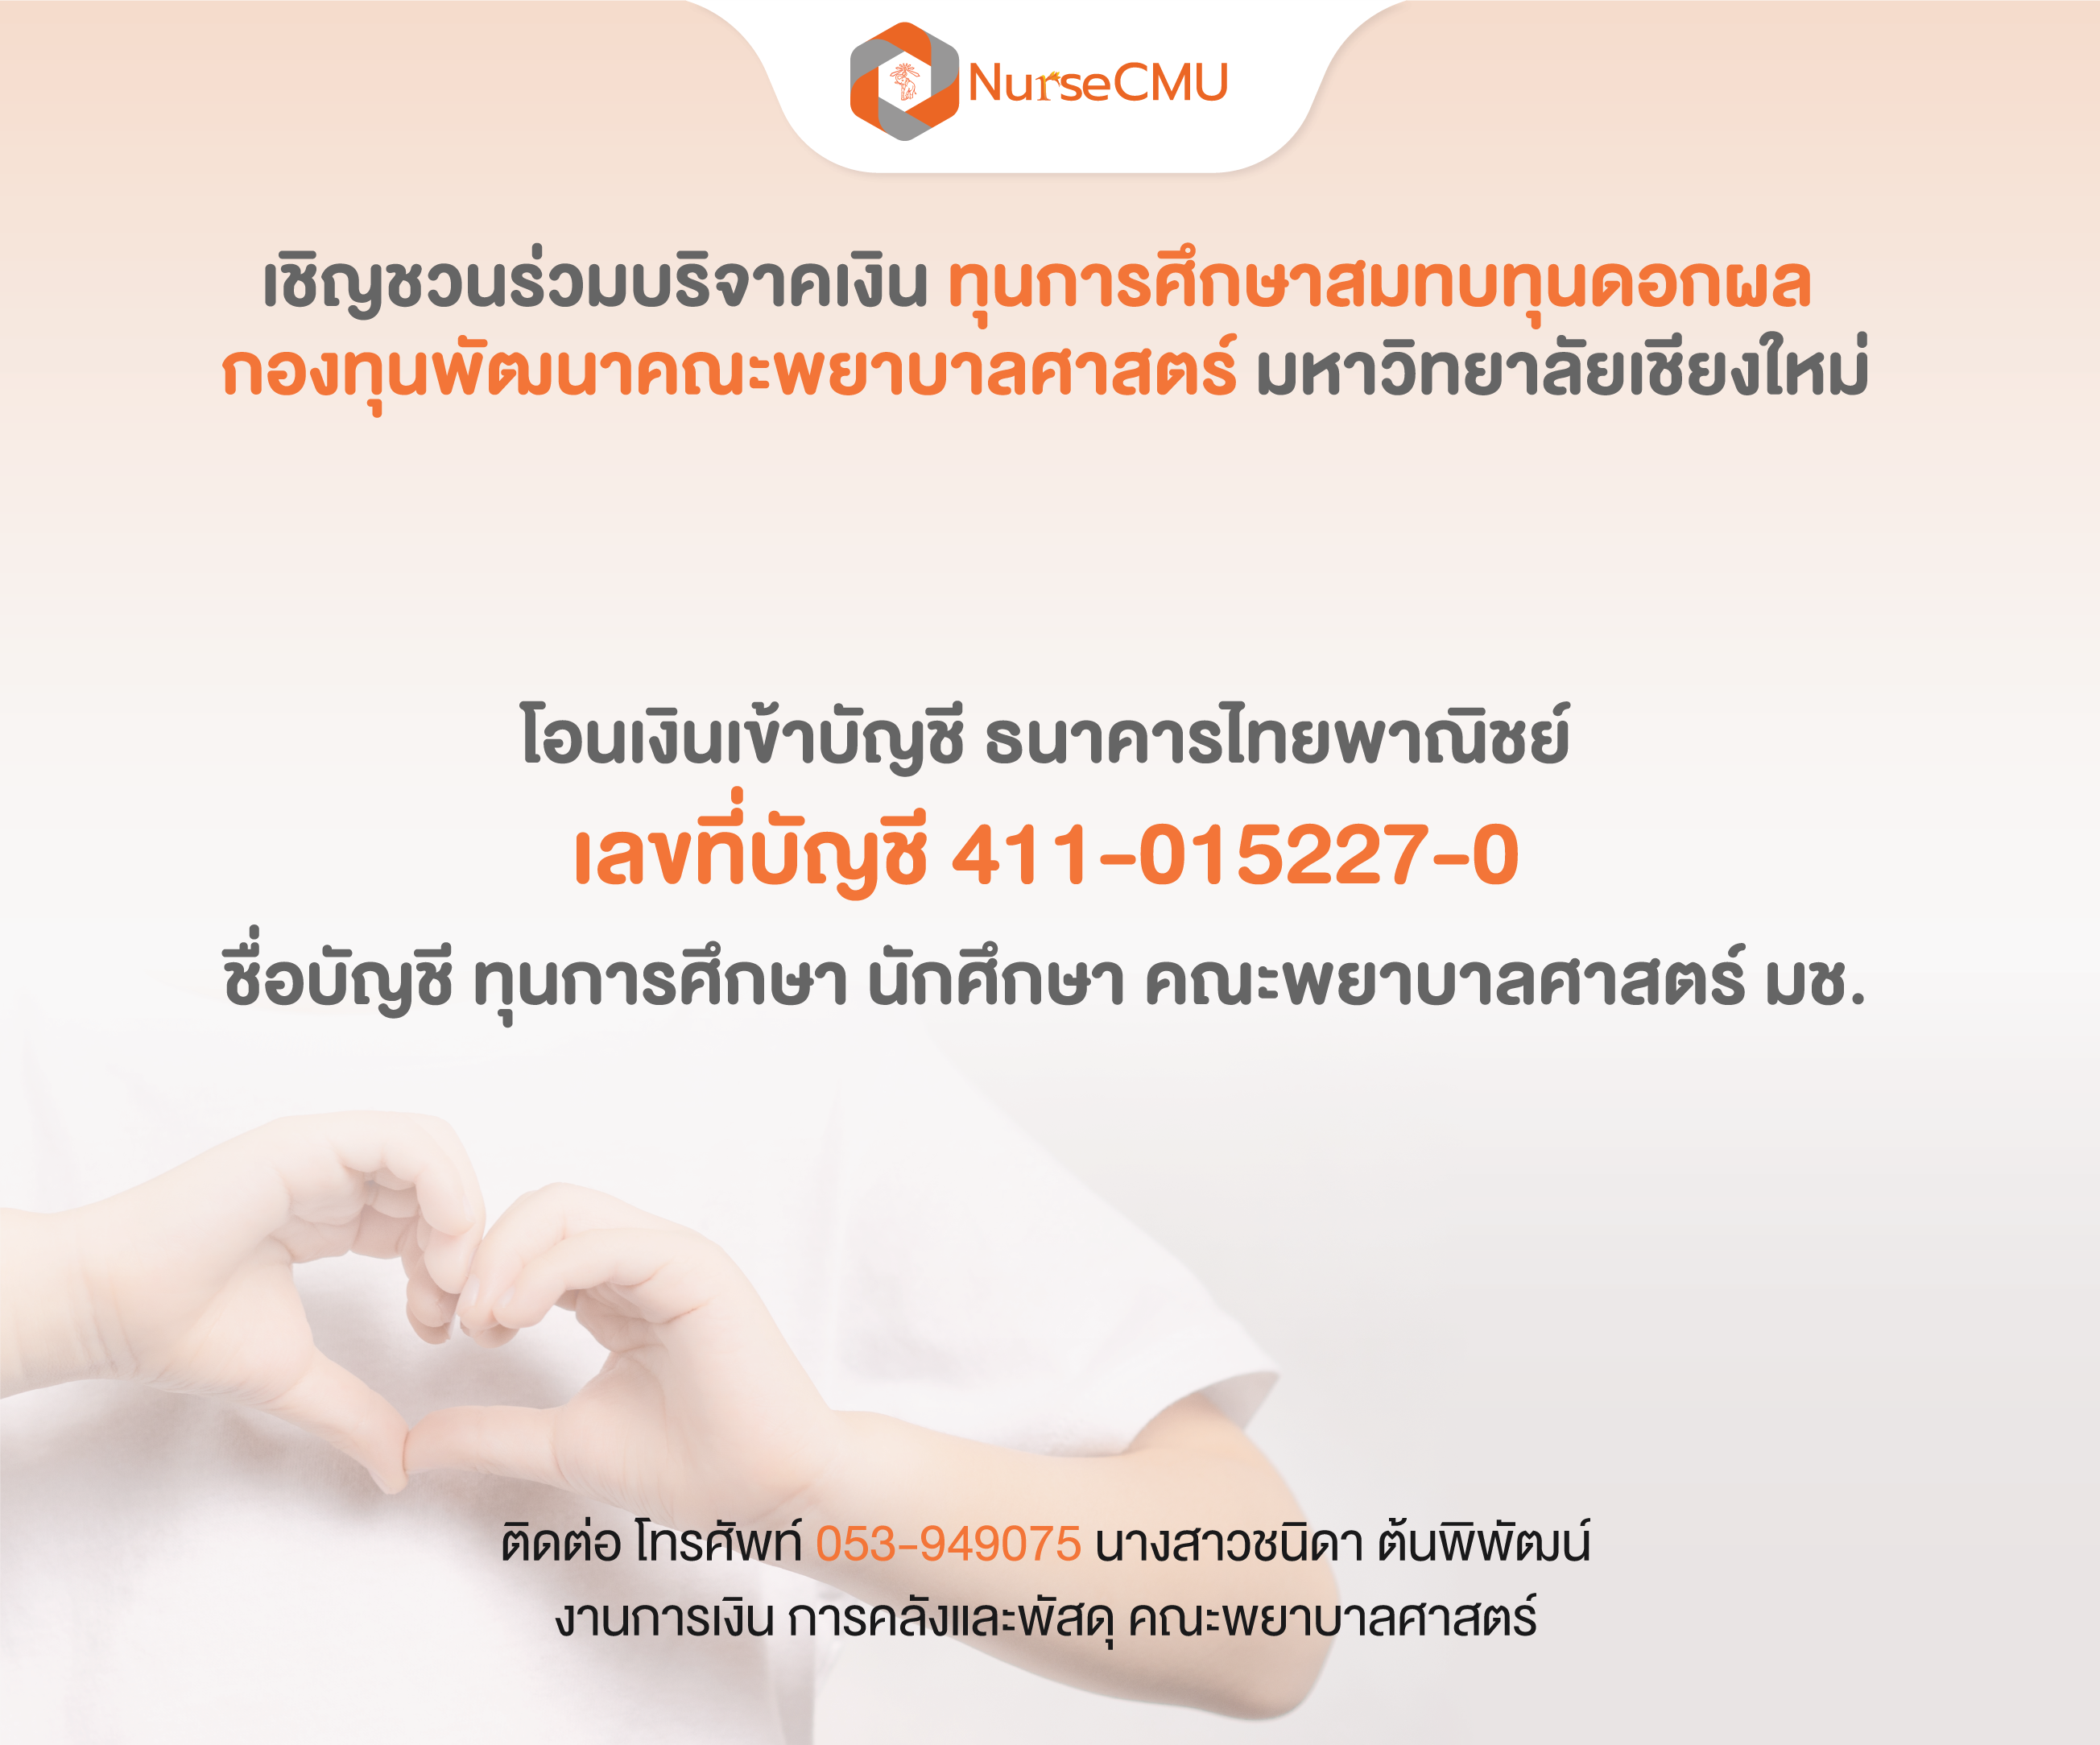 NurseCMU
เชิญชวนร่วมบริจาคเงิน ทุนการศึกษาสมทบทุนดอกผล
กองทุนพัฒนาคณะพยาบาลศาสตร์ มหาวิทยาลัยเชียงใหม่
โอนเงินเข้าบัญชี ธนาคารไทยพาณิชย์
เลขที่บัญชี 411-015227-0
ชื่อบัญชี ทุนการศึกษา นักศึกษา คณะพยาบาลศาสตร์ มช.
ติดต่อ โทรศัพท์ 053-949075 นางสาวชนิดา ต้นพิพัฒน์
งานการเงิน การคลังและพัสดุ คณะพยาบาลศาสตร์